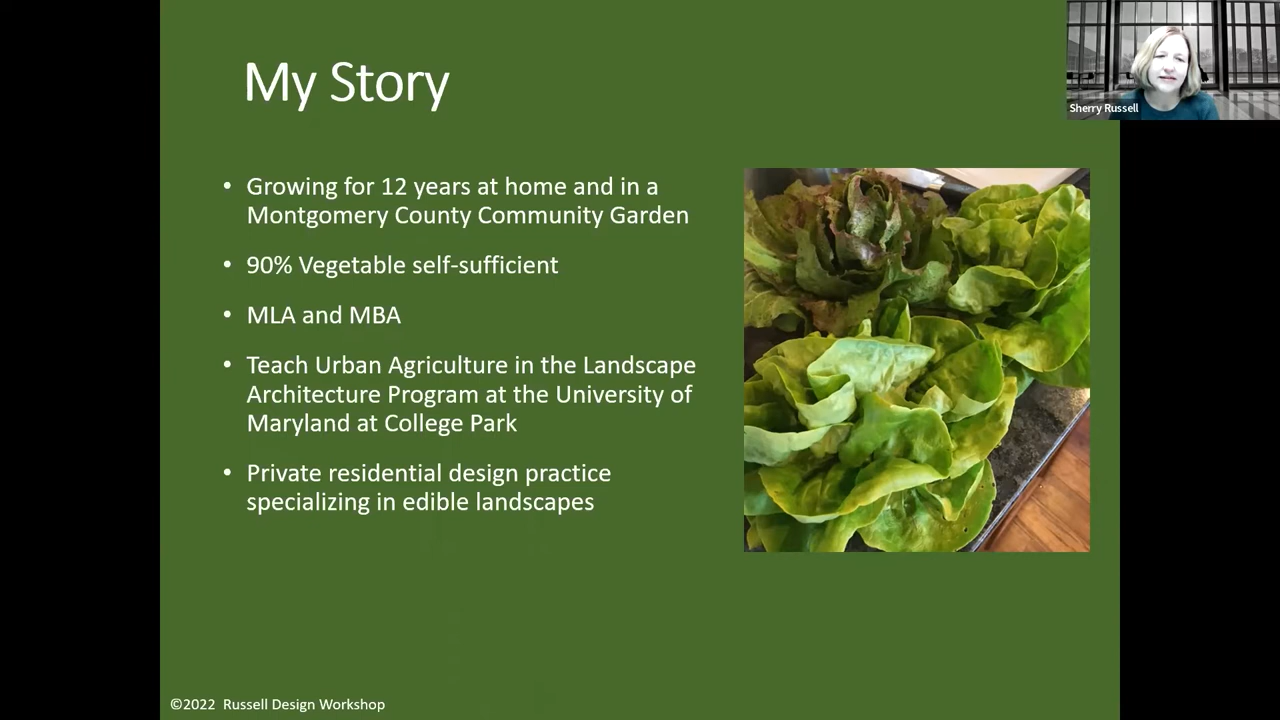 My Story
Sherry Russell
• Growing for 12 years at home and in a
Montgomery County Community Garden
• 90% Vegetable self-sufficient
• MLA and MBA
• Teach Urban Agriculture in the Landscape
Architecture Program at the University of
Maryland at College Park
• Private residential design practice
specializing in edible landscapes
©2022 Russell Design Workshop